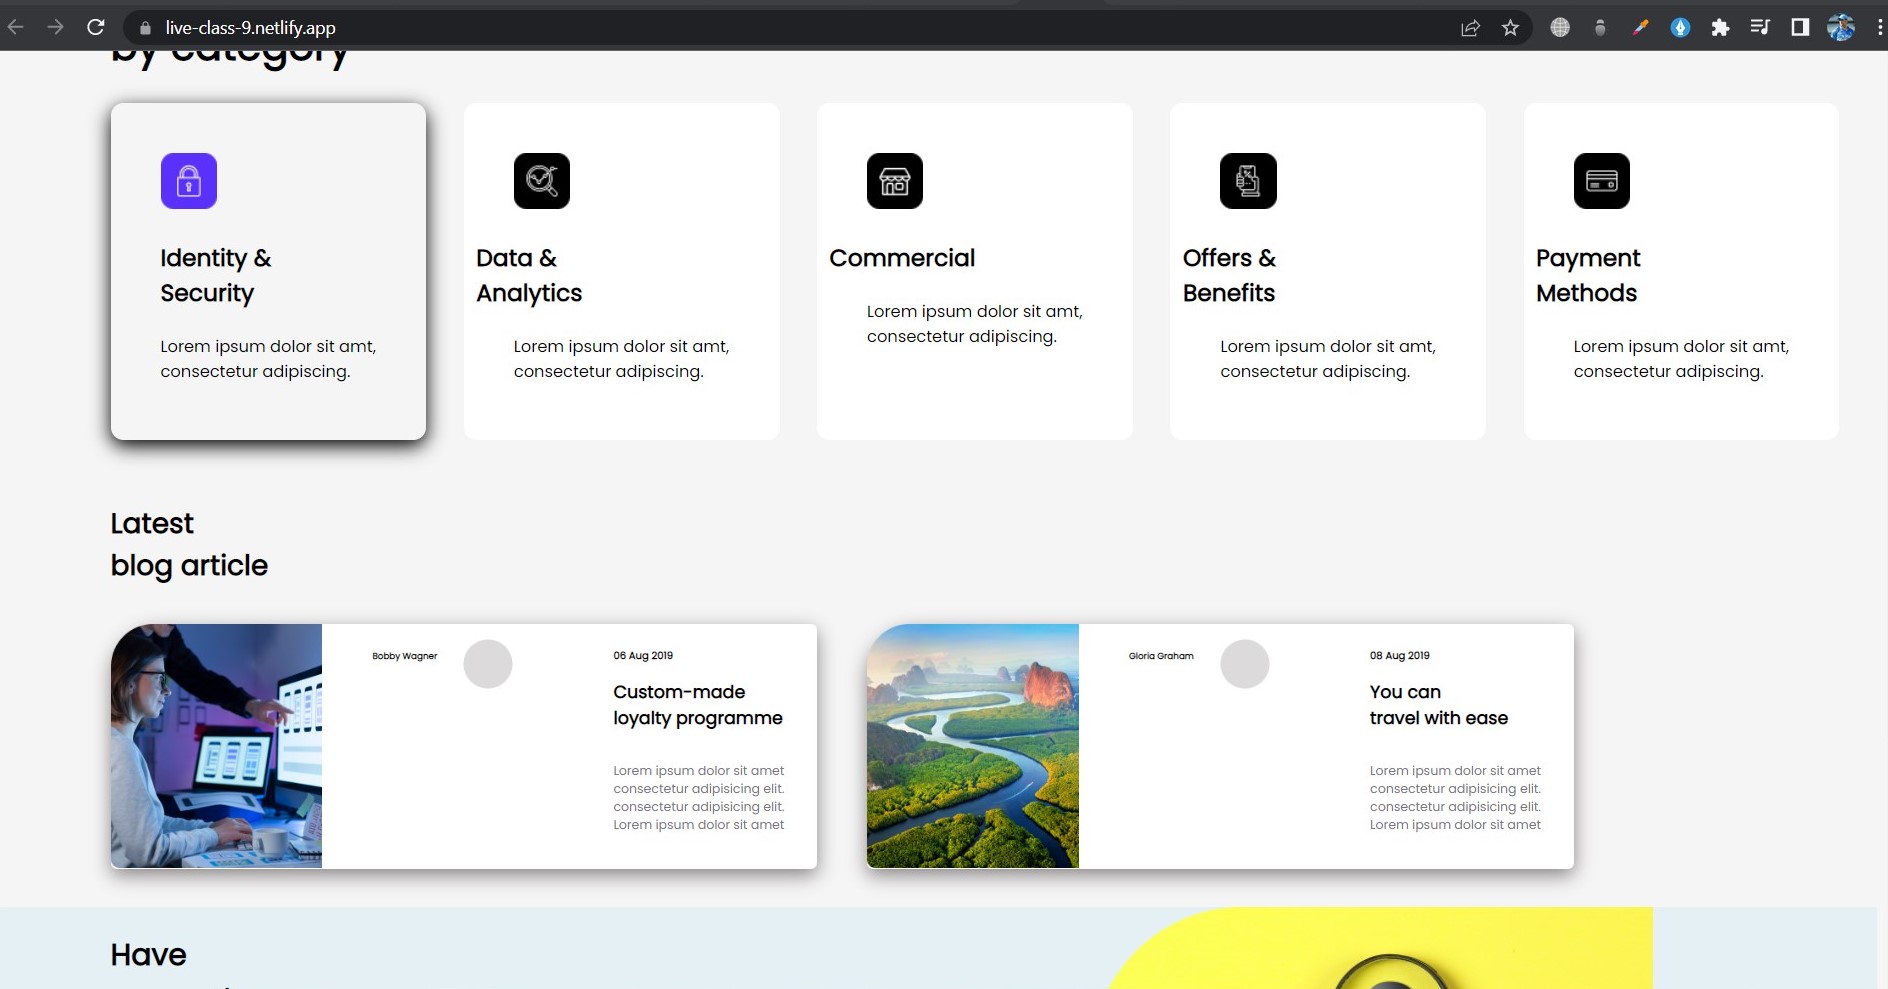 live-class-9.netlify.app
by category
Identity &
Security
Lorem ipsum dolor sit amt,
consectetur adipiscing.
Data &
Analytics
Lorem ipsum dolor sit amt,
consectetur adipiscing.
Commercial
Lorem ipsum dolor sit amt,
consectetur adipiscing.
Offers &
Benefits
Lorem ipsum dolor sit amt,
consectetur adipiscing.
Payment
Methods
Lorem ipsum dolor sit amt,
consectetur adipiscing.
Latest
blog article
Bobby Wagner
06 Aug 2019
Custom-made
loyalty programme
Lorem ipsum dolor sit amet
consectetur adipisicing elit.
consectetur adipisicing elit.
Lorem ipsum dolor sit amet
Gloria Graham
08 Aug 2019
You can
travel with ease
Lorem ipsum dolor sit amet
consectetur adipisicing elit.
consectetur adipisicing elit.
Lorem ipsum dolor sit amet
Have